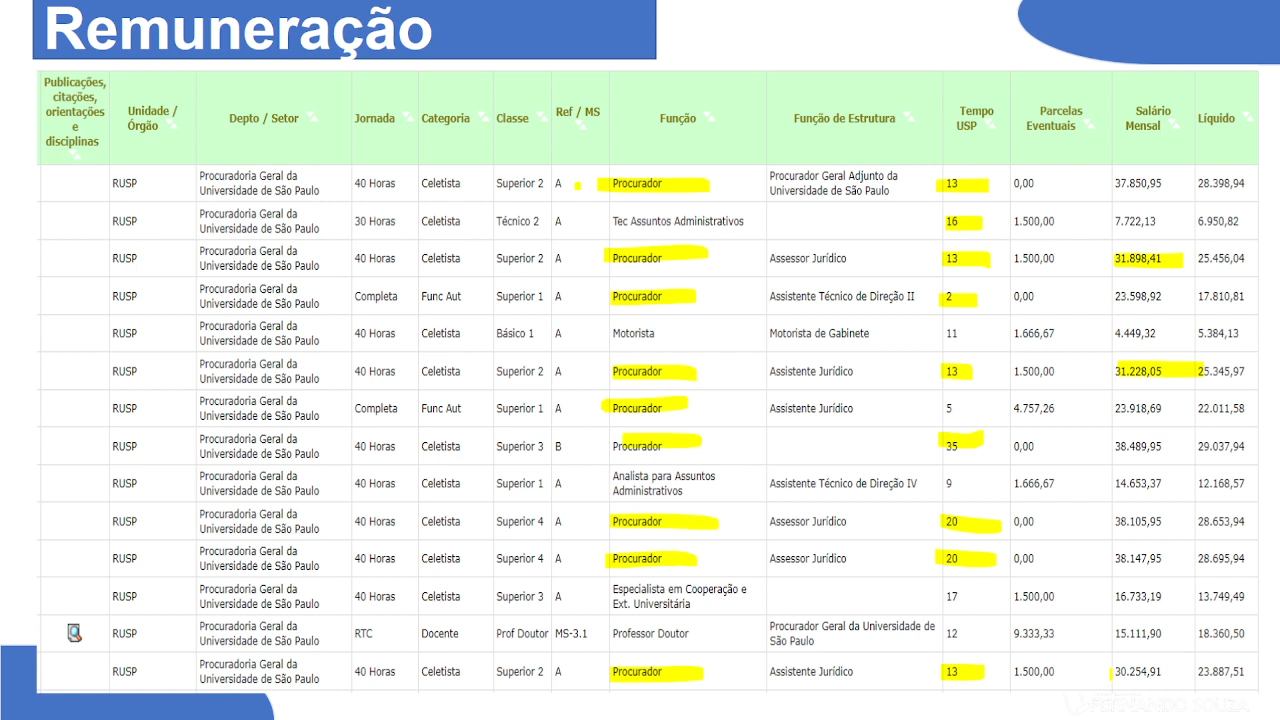 Remuneração
Publicações, citações, orientações e disciplinas Unidade / Órgão Depto / Setor Jornada Categoria Classe Ref / MS Função Função de Estrutura Tempo USP Parcelas Eventuais Salário Mensal Líquido
RUSP Procuradoria Geral da Universidade de São Paulo 40 Horas Celetista Superior 2 A Procurador Procurador Geral Adjunto da Universidade de São Paulo 13 0,00 37.850,95 28.398,94
RUSP Procuradoria Geral da Universidade de São Paulo 30 Horas Celetista Técnico 2 A Tec Assuntos Administrativos 16 1.500,00 7.722,13 6.950,82
RUSP Procuradoria Geral da Universidade de São Paulo 40 Horas Celetista Superior 2 A Procurador Assessor Jurídico 13 1.500,00 31.898,41 25.456,04
RUSP Procuradoria Geral da Universidade de São Paulo Completa Func Aut Superior 1 A Procurador Assistente Técnico de Direção II 2 0,00 23.598,92 17.810,81
RUSP Procuradoria Geral da Universidade de São Paulo 40 Horas Celetista Básico 1 A Motorista Motorista de Gabinete 11 1.666,67 4.449,32 5.384,13
RUSP Procuradoria Geral da Universidade de São Paulo 40 Horas Celetista Superior 2 A Procurador Assistente Jurídico 13 1.500,00 31.228,05 25.345,97
RUSP Procuradoria Geral da Universidade de São Paulo Completa Func Aut Superior 1 A Procurador Assistente Jurídico 5 4.757,26 23.918,69 22.011,58
RUSP Procuradoria Geral da Universidade de São Paulo 40 Horas Celetista Superior 3 B Procurador 35 0,00 38.489,95 29.037,94
RUSP Procuradoria Geral da Universidade de São Paulo 40 Horas Celetista Superior 1 A Analista para Assuntos Administrativos Assistente Técnico de Direção IV 9 1.666,67 14.653,37 12.168,57
RUSP Procuradoria Geral da Universidade de São Paulo 40 Horas Celetista Superior 4 A Procurador Assessor Jurídico 20 0,00 38.105,95 28.653,94
RUSP Procuradoria Geral da Universidade de São Paulo 40 Horas Celetista Superior 4 A Procurador Assessor Jurídico 20 0,00 38.147,95 28.695,94
RUSP Procuradoria Geral da Universidade de São Paulo 40 Horas Celetista Superior 3 A Especialista em Cooperação e Ext. Universitária 17 1.500,00 16.733,19 13.749,49
RUSP Procuradoria Geral da Universidade de São Paulo RTC Docente Prof Doutor MS-3.1 Professor Doutor Procurador Geral da Universidade de São Paulo 12 9.333,33 15.111,90 18.360,50
RUSP Procuradoria Geral da Universidade de São Paulo 40 Horas Celetista Superior 2 A Procurador Assistente Jurídico 13 1.500,00 30.254,91 23.887,51